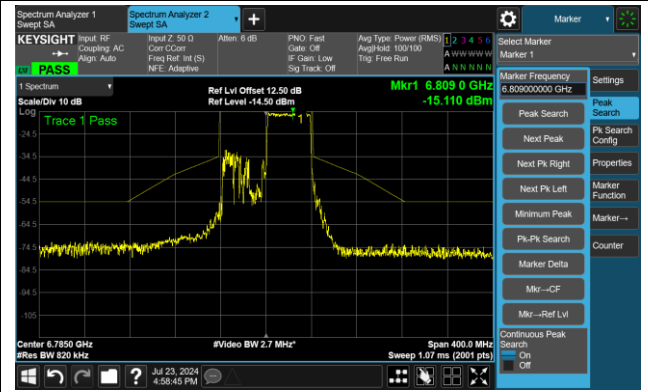 Spectrum Analyzer 1
Swept SA
Spectrum Analyzer 2
Swept SA
Marker
KEYSIGHT
Input: RF
Coupling: AC
Align: Auto
Input Z: 50 Ω
Corr CCorr
Freq Ref: Int (S)
NFE: Adaptive
Atten: 6 dB
PNO: Fast
Gate: Off
IF Gain: Low
Sig Track: Off
Avg Type: Power (RMS)
Avg|Hold: 100/100
Trig: Free Run
1 2 3 4 5 6
A W W W W W
A N N N N N
PASS
Select Marker
Marker 1
1 Spectrum
Scale/Div 10 dB
Ref Lvl Offset 12.50 dB
Ref Level -14.50 dBm
Mkr1 6.809 0 GHz
-15.110 dBm
Log
Trace 1 Pass
1
-24.5
-34.5
-44.5
-54.5
-64.5
-74.5
-84.5
-94.5
-105
Center 6.7850 GHz
#Res BW 820 kHz
#Video BW 2.7 MHz*
Span 400.0 MHz
Sweep 1.07 ms (2001 pts)
Marker Frequency
6.809000000 GHz
Peak Search
Next Peak
Next Pk Right
Next Pk Left
Minimum Peak
Pk-Pk Search
Marker Delta
Mkr→CF
Mkr→Ref Lvl
Continuous Peak
Search
On
Off
Settings
Peak
Search
Pk Search
Config
Properties
Marker
Function
Marker→
Counter
Jul 23, 2024
4:58:45 PM